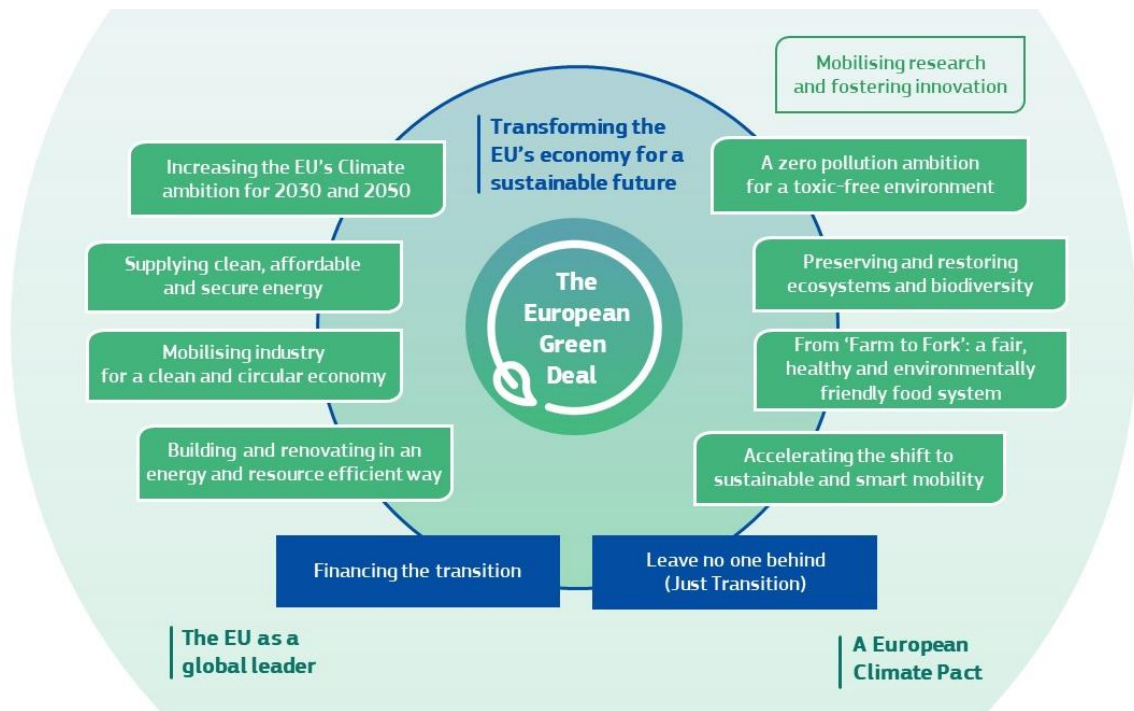 Mobilising research
and fostering innovation
Transforming the
EU's economy for a
sustainable future
Increasing the EU's Climate
ambition for 2030 and 2050
A zero pollution ambition
for a toxic-free environment
Supplying clean, affordable
and secure energy
Preserving and restoring
ecosystems and biodiversity
The
European
Green
Deal
Mobilising industry
for a clean and circular economy
From ‘Farm to Fork’: a fair,
healthy and environmentally
friendly food system
Building and renovating in an
energy and resource efficient way
Accelerating the shift to
sustainable and smart mobility
Financing the transition
Leave no one behind
(Just Transition)
The EU as a
global leader
A European
Climate Pact